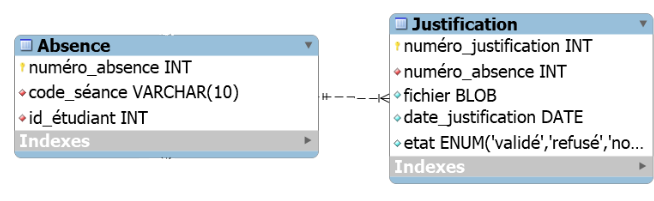 Absence
numéro_absence INT
code_séance VARCHAR(10)
id_étudiant INT
Indexes
Justification
numéro_justification INT
numéro_absence INT
fichier BLOB
date_justification DATE
etat ENUM('validé','refusé','no...
Indexes